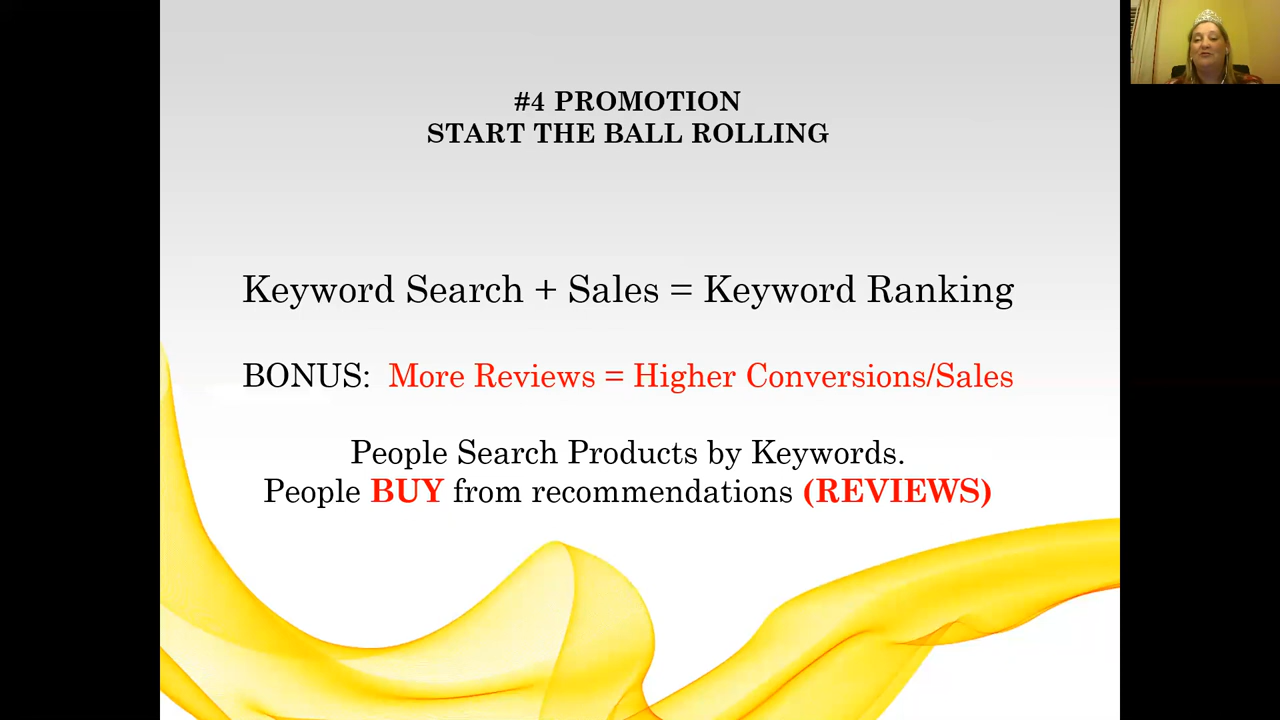 #4 PROMOTION
START THE BALL ROLLING
Keyword Search + Sales = Keyword Ranking
BONUS: More Reviews = Higher Conversions/Sales
People Search Products by Keywords.
People BUY from recommendations (REVIEWS)